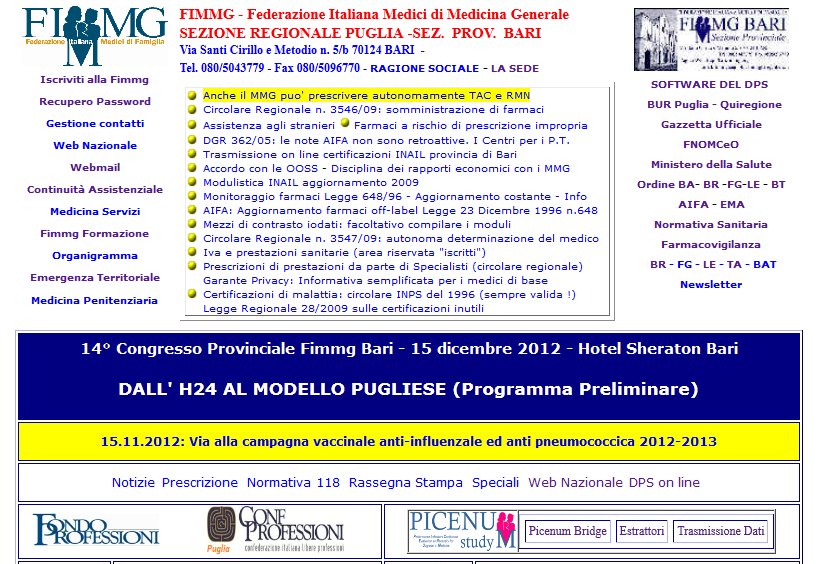 FIMMG
Federazione Italiana Medici di Famiglia
Iscriviti alla Fimmg
Recupero Password
Gestione contatti
Web Nazionale
Webmail
Continuità Assistenziale
Medicina Servizi
Fimmg Formazione
Organigramma
Emergenza Territoriale
Medicina Penitenziaria
FIMMG - Federazione Italiana Medici di Medicina Generale
SEZIONE REGIONALE PUGLIA -SEZ. PROV. BARI
Via Santi Cirillo e Metodio n. 5/b 70124 BARI -
Tel. 080/5043779 - Fax 080/5096770 - RAGIONE SOCIALE - LA SEDE
Anche il MMG puo' prescrivere autonomamente TAC e RMN
Circolare Regionale n. 3546/09: somministrazione di farmaci
Assistenza agli stranieri Farmaci a rischio di prescrizione impropria
DGR 362/05: le note AIFA non sono retroattive. I Centri per i P.T.
Trasmissione on line certificazioni INAIL provincia di Bari
Accordo con le OOSS - Disciplina dei rapporti economici con i MMG
Modulistica INAIL aggiornamento 2009
Monitoraggio farmaci Legge 648/96 - Aggiornamento costante - Info
AIFA: Aggiornamento farmaci off-label Legge 23 Dicembre 1996 n.648
Mezzi di contrasto iodati: facoltativo compilare i moduli
Circolare Regionale n. 3547/09: autonoma determinazione del medico
Iva e prestazioni sanitarie (area riservata "iscritti")
Prescrizioni di prestazioni da parte di Specialisti (circolare regionale)
Garante Privacy: Informativa semplificata per i medici di base
Certificazioni di malattia: circolare INPS del 1996 (sempre valida !)
Legge Regionale 28/2009 sulle certificazioni inutili
FIMMG BARI
Sezione Provinciale
SOFTWARE DEL DPS
BUR Puglia - Quiregione
Gazzetta Ufficiale
FNOMCeO
Ministero della Salute
Ordine BA- BR -FG-LE - BT
AIFA - EMA
Normativa Sanitaria
Farmacovigilanza
BR - FG - LE - TA - BAT
Newsletter
14° Congresso Provinciale Fimmg Bari - 15 dicembre 2012 - Hotel Sheraton Bari
DALL' H24 AL MODELLO PUGLIESE (Programma Preliminare)
15.11.2012: Via alla campagna vaccinale anti-influenzale ed anti pneumococcica 2012-2013
Notizie Prescrizione Normativa 118 Rassegna Stampa Speciali Web Nazionale DPS on line
FONDO PROFESSIONI
CONF PROFESSIONI
Puglia confederazione italiana libere professioni
PICENUM
study
Picenum Bridge Estrattori Trasmissione Dati